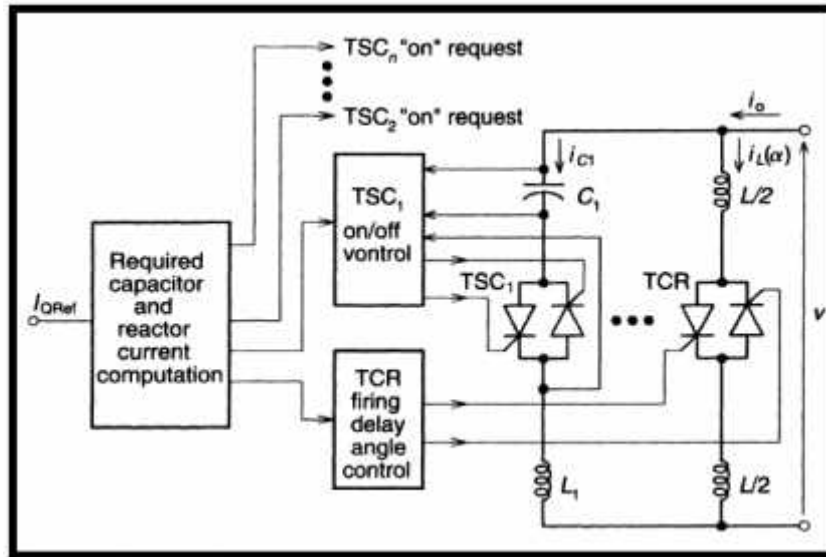 TSCn "on" request
TSC2 "on" request
io
iC1
iL(α)
TSC1
on/off
vontrol
C1
L/2
Required
capacitor
and
reactor
current
computation
IQRef
TSC1
TCR
v
TCR
firing
delay
angle
control
L1
L/2